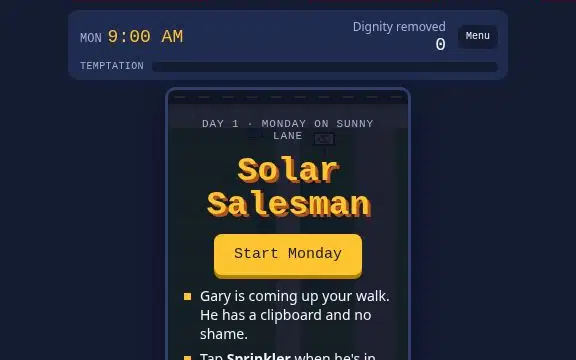 MON 9:00 AM
Dignity removed
0
Menu
TEMPTATION
DAY 1 · MONDAY ON SUNNY
LANE
Solar
Salesman
Start Monday
Gary is coming up your walk.
He has a clipboard and no
shame.
Tap Sprinkler when he's in